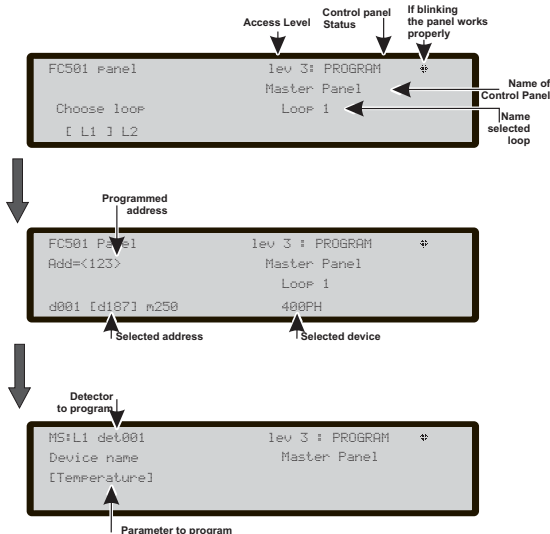 Access Level
Control panel
Status
If blinking
the panel works
properly
FC501 panel lev 3: PROGRAM
Master Panel
Name of
Control Panel
Choose loop Loop 1
Name
selected
loop
[ L1 ] L2
Programmed
address
FC501 Panel lev 3 : PROGRAM
Add=<123> Master Panel
Loop 1
d001 [d187] m250 400PH
Selected address Selected device
Detector
to program
MS:L1 det001 lev 3 : PROGRAM
Device name Master Panel
[Temperature]
Parameter to program